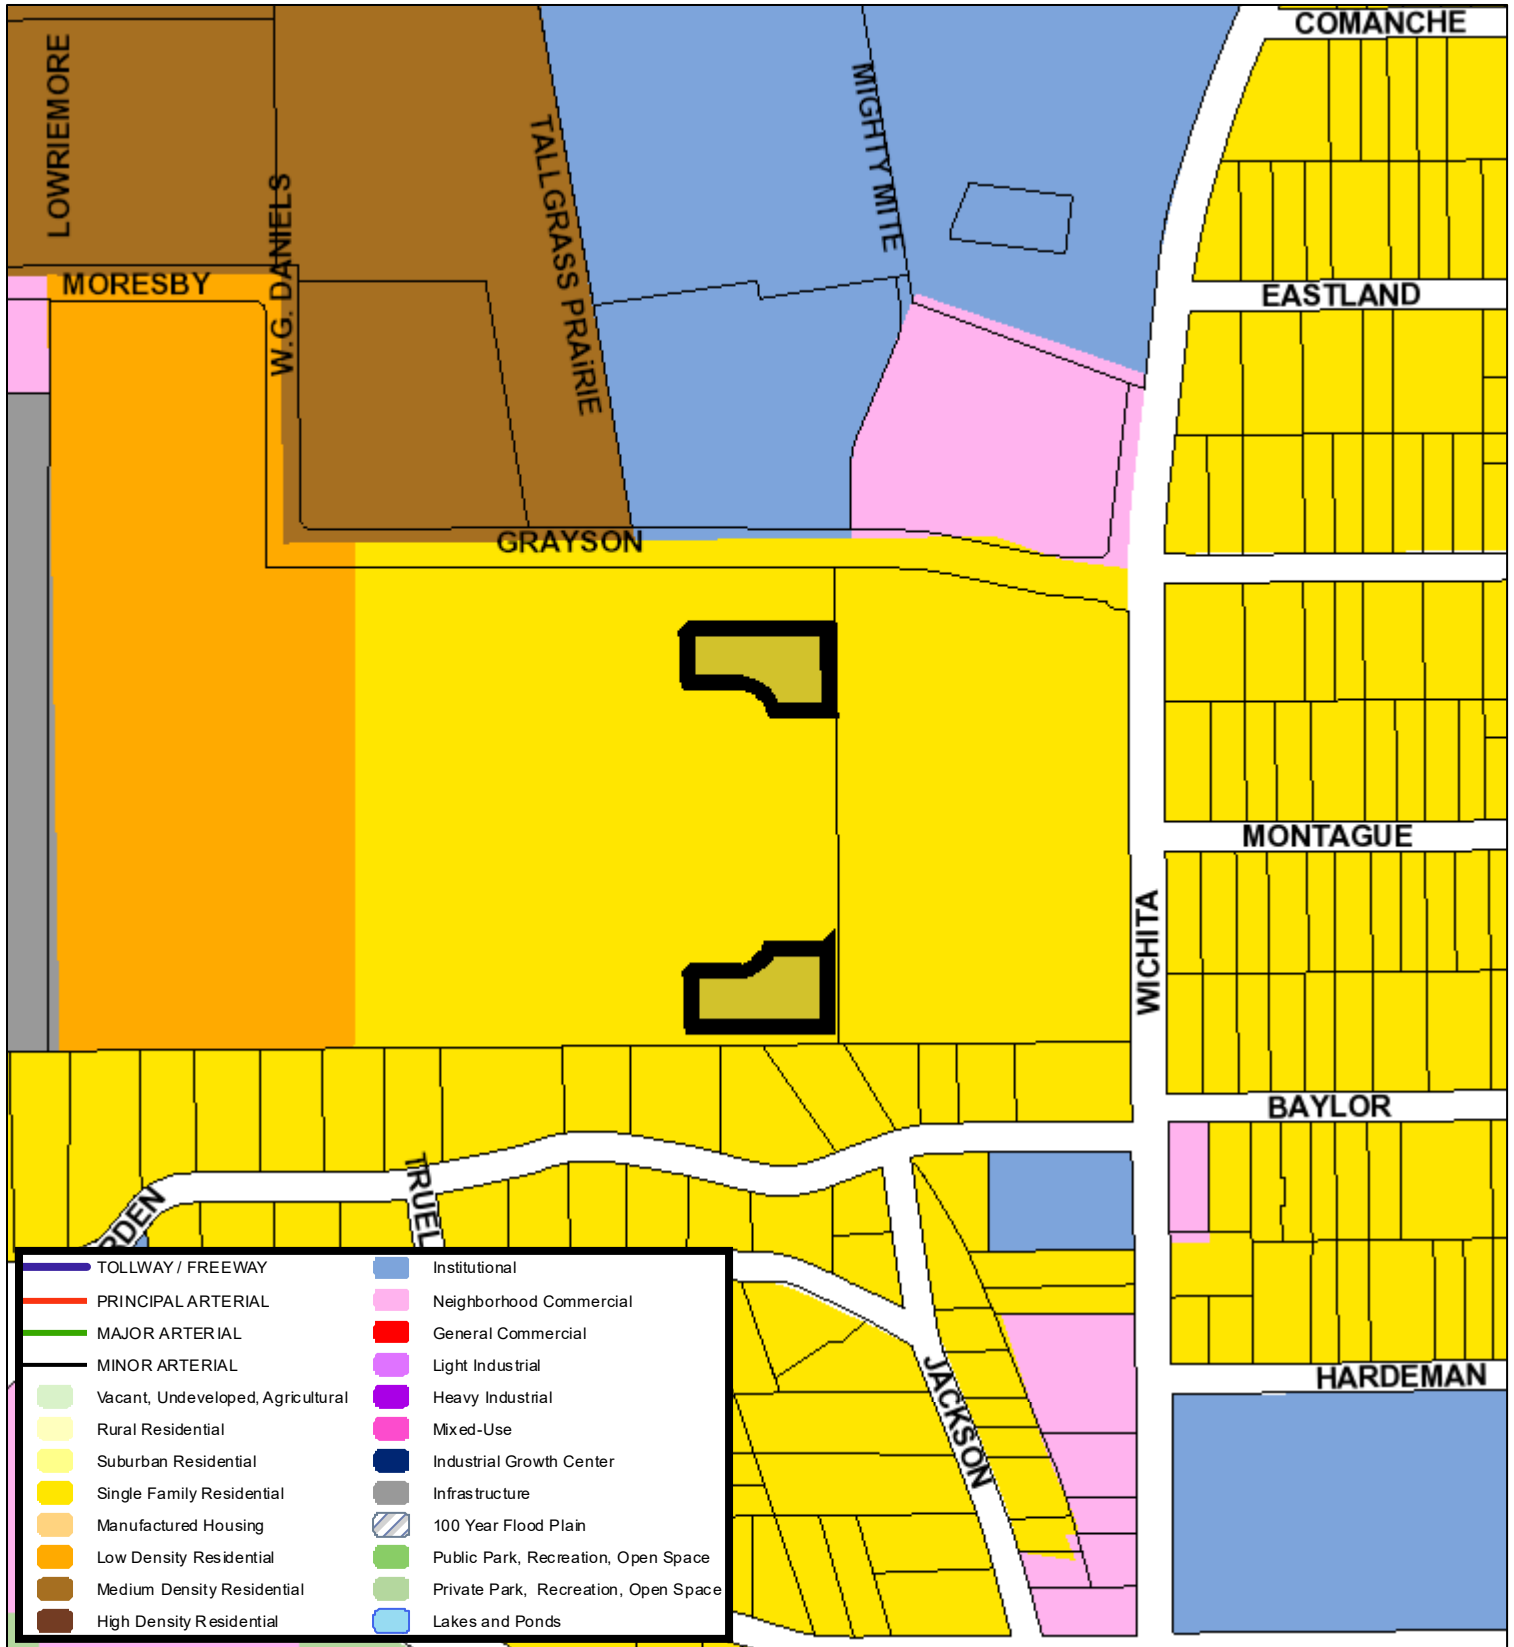 COMANCHE
LOWRIEMORE
MIGHTY MITE
TALLGRASS PRAiRIE
W.G. DANIELS
MORESBY
EASTLAND
GRAYSON
MONTAGUE
WICHITA
BAYLOR
TRUEL
RDEN
HARDEMAN
JACKSON
TOLLWAY / FREEWAY
PRINCIPAL ARTERIAL
MAJOR ARTERIAL
MINOR ARTERIAL
Vacant, Undeveloped, Agricultural
Rural Residential
Suburban Residential
Single Family Residential
Manufactured Housing
Low Density Residential
Medium Density Residential
High Density Residential
Institutional
Neighborhood Commercial
General Commercial
Light Industrial
Heavy Industrial
Mixed-Use
Industrial Growth Center
Infrastructure
100 Year Flood Plain
Public Park, Recreation, Open Space
Private Park, Recreation, Open Space
Lakes and Ponds